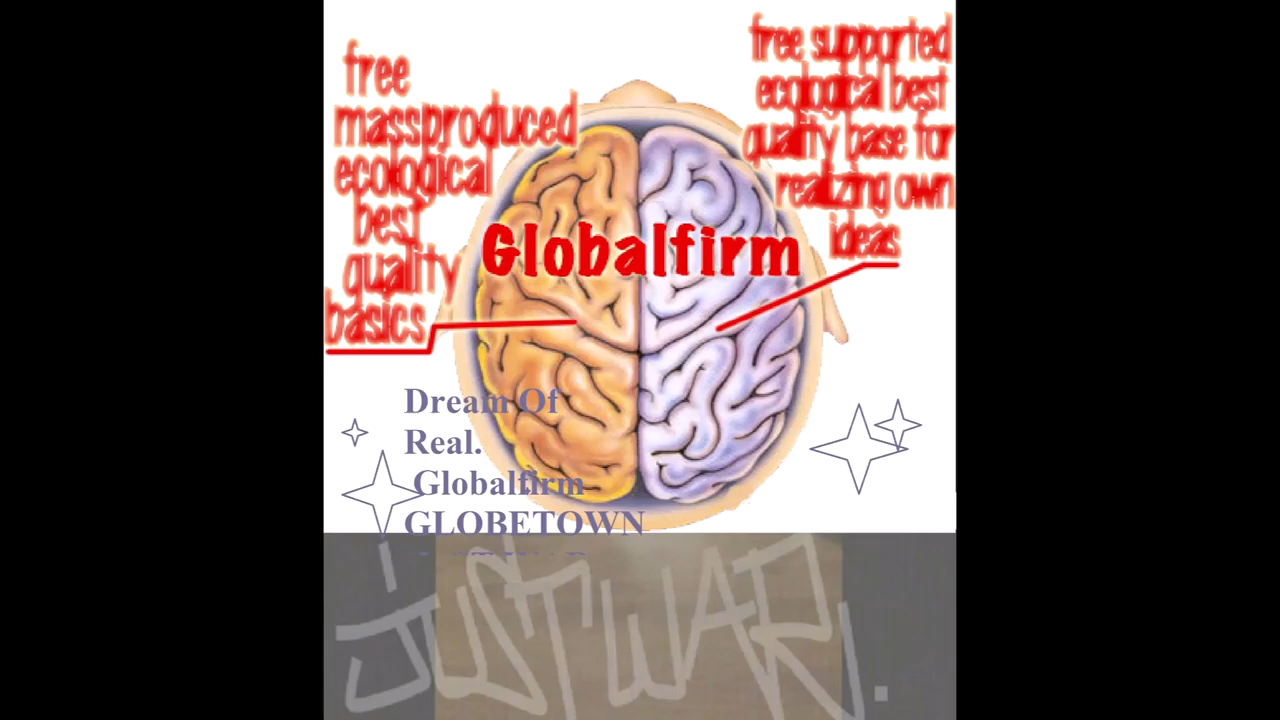 free
massproduced
ecological
best
quality
basics
free supported
ecological best
quality base for
realizing own
ideas
Globalfirm
Dream Of
Real.
Globalfirm
GLOBETOWN
JUST WAR.